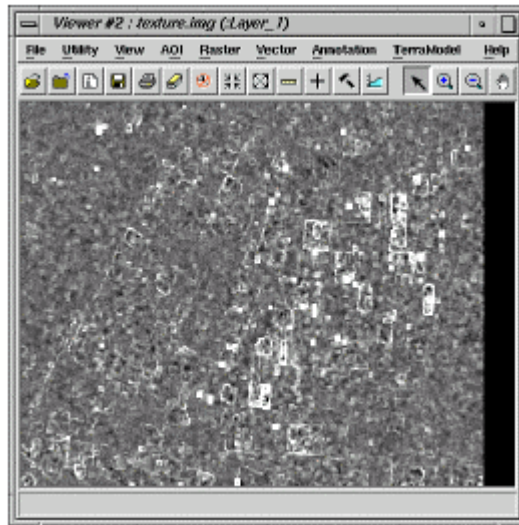 Viewer #2 : texture.img (:Layer_1)
File Utility View AOI Raster Vector Annotation TerraModel Help